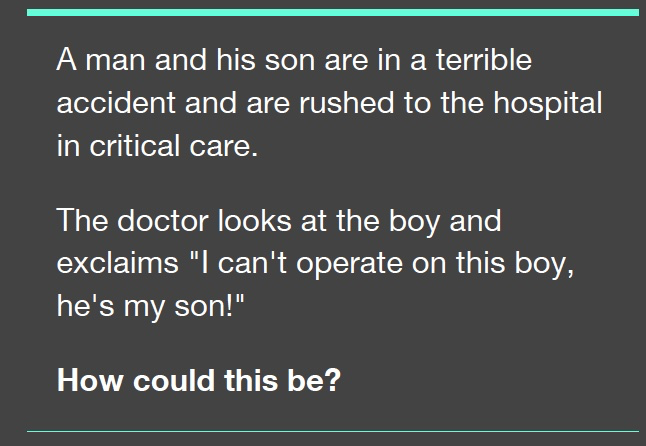 A man and his son are in a terrible
accident and are rushed to the hospital
in critical care.
The doctor looks at the boy and
exclaims "I can't operate on this boy,
he's my son!"
How could this be?